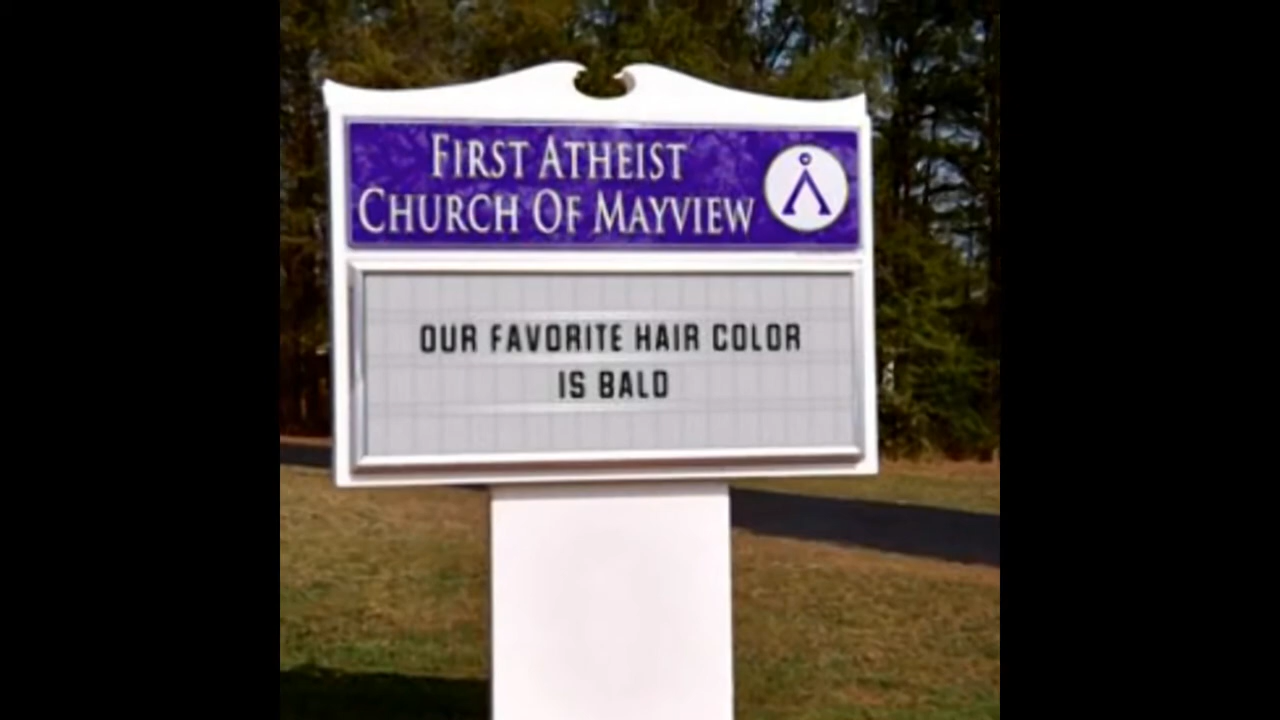 FIRST ATHEIST
CHURCH OF MAYVIEW
OUR FAVORITE HAIR COLOR
IS BALD